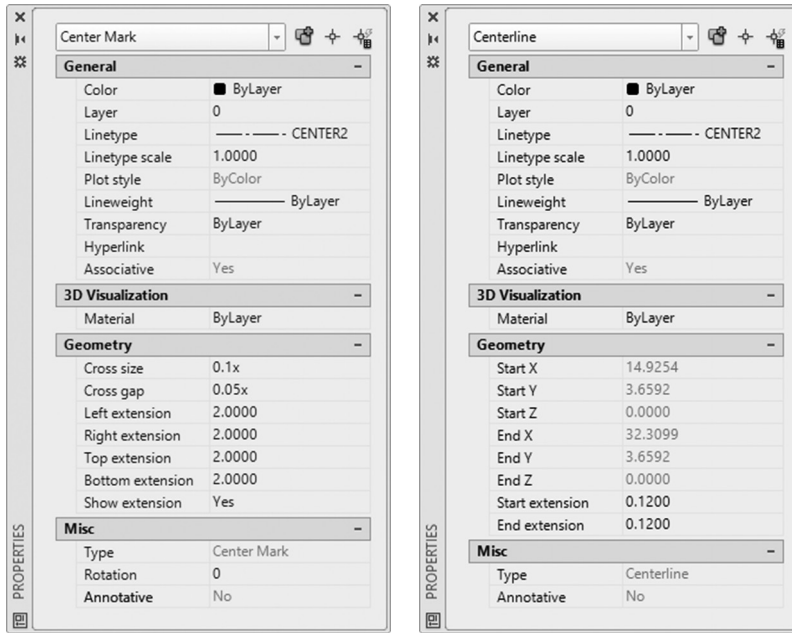 Center Mark
General
Color ByLayer
Layer 0
Linetype CENTER2
Linetype scale 1.0000
Plot style ByColor
Lineweight ByLayer
Transparency ByLayer
Hyperlink
Associative Yes
3D Visualization
Material ByLayer
Geometry
Cross size 0.1x
Cross gap 0.05x
Left extension 2.0000
Right extension 2.0000
Top extension 2.0000
Bottom extension 2.0000
Show extension Yes
Misc
Type Center Mark
Rotation 0
Annotative No
PROPERTIES
Centerline
General
Color ByLayer
Layer 0
Linetype CENTER2
Linetype scale 1.0000
Plot style ByColor
Lineweight ByLayer
Transparency ByLayer
Hyperlink
Associative Yes
3D Visualization
Material ByLayer
Geometry
Start X 14.9254
Start Y 3.6592
Start Z 0.0000
End X 32.3099
End Y 3.6592
End Z 0.0000
Start extension 0.1200
End extension 0.1200
Misc
Type Centerline
Annotative No
PROPERTIES